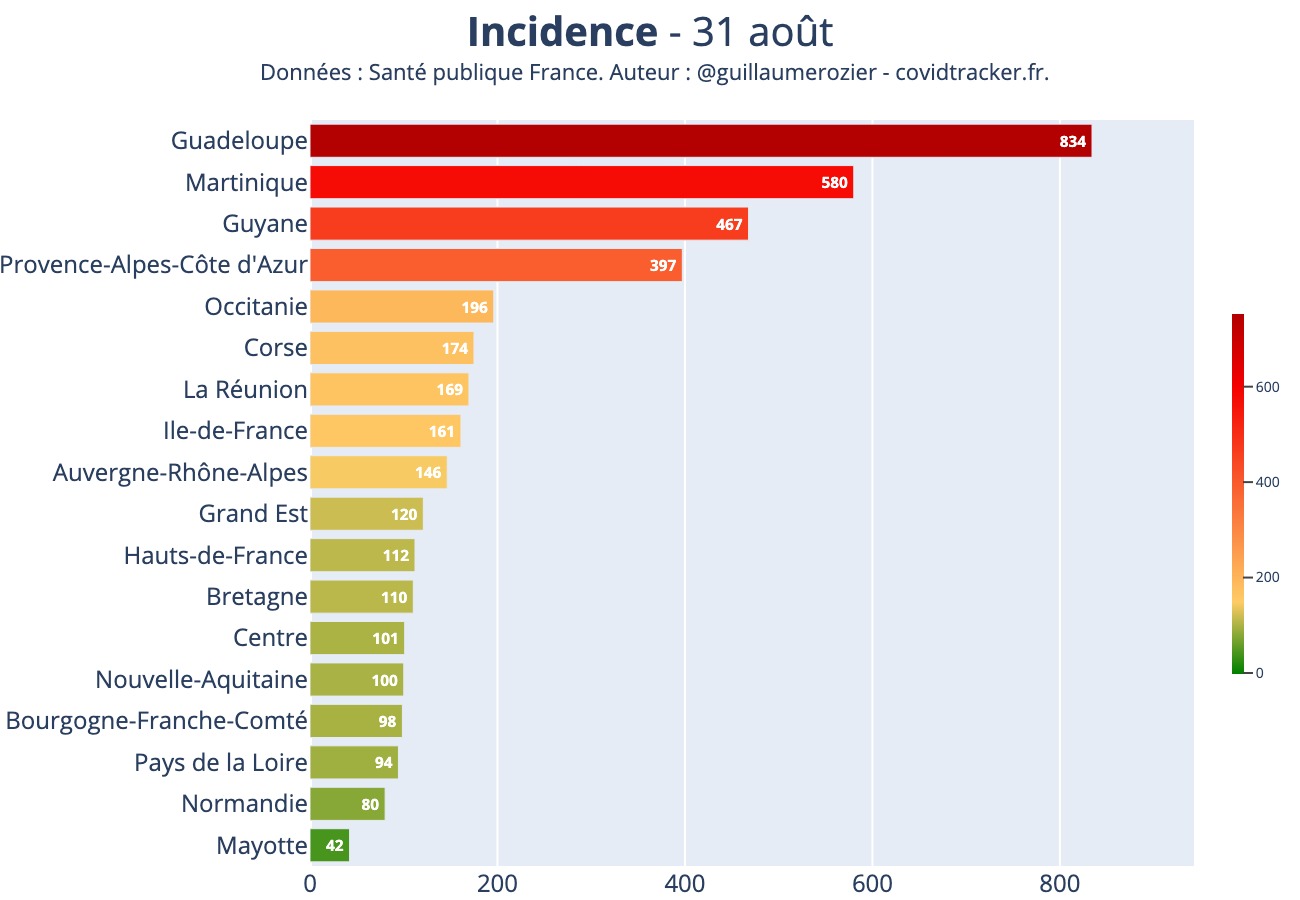 Incidence - 31 août
Données : Santé publique France. Auteur : @guillaumerozier - covidtracker.fr.
Guadeloupe 834
Martinique 580
Guyane 467
Provence-Alpes-Côte d'Azur 397
Occitanie 196
Corse 174
La Réunion 169
Ile-de-France 161
Auvergne-Rhône-Alpes 146
Grand Est 120
Hauts-de-France 112
Bretagne 110
Centre 101
Nouvelle-Aquitaine 100
Bourgogne-Franche-Comté 98
Pays de la Loire 94
Normandie 80
Mayotte 42
0 200 400 600 800
600
400
200
0